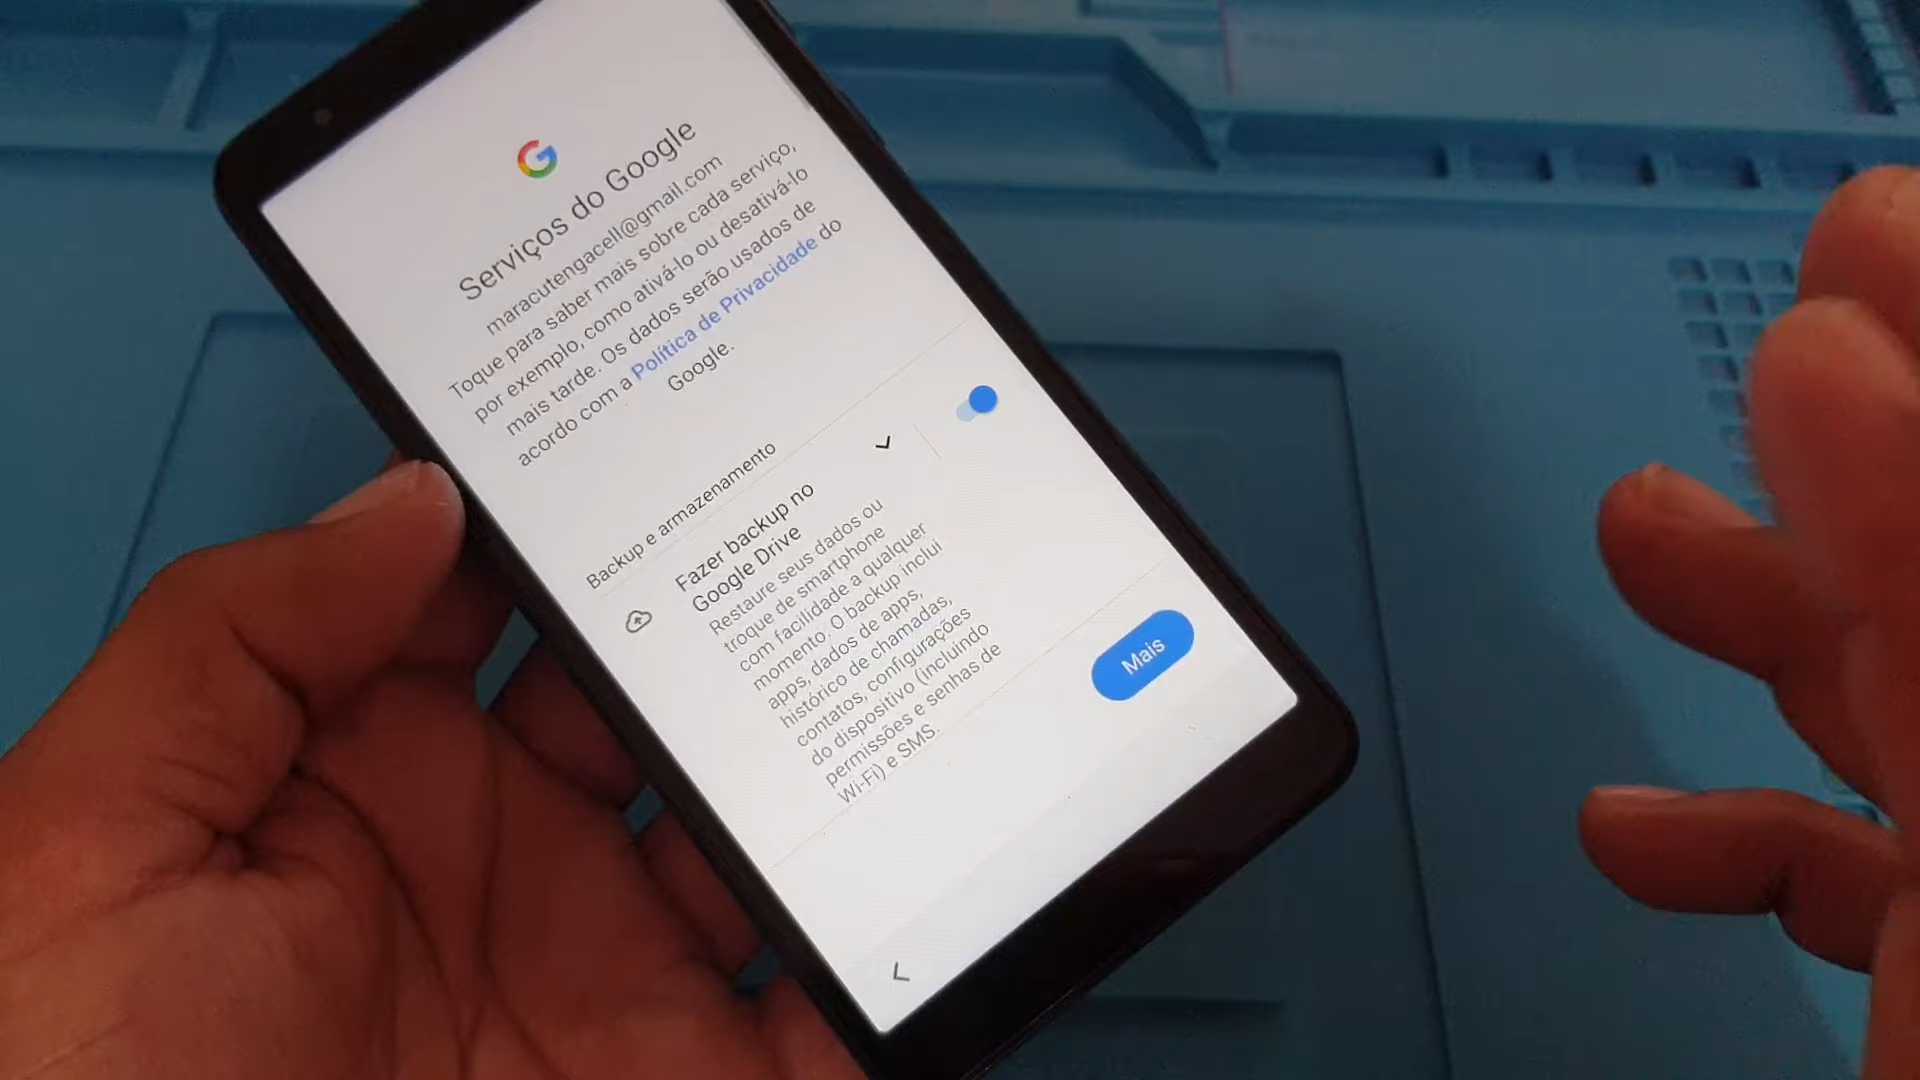 Serviços do Google
maracutengacell@gmail.com
Toque para saber mais sobre cada serviço,
por exemplo, como ativá-lo ou desativá-lo
mais tarde. Os dados serão usados de
acordo com a Política de Privacidade do
Google.
Backup e armazenamento
Fazer backup no
Google Drive
Restaure seus dados ou
troque de smartphone
com facilidade a qualquer
momento. O backup inclui
apps, dados de apps,
histórico de chamadas,
contatos, configurações
do dispositivo (incluindo
permissões e senhas de
Wi-Fi) e SMS.
Mais